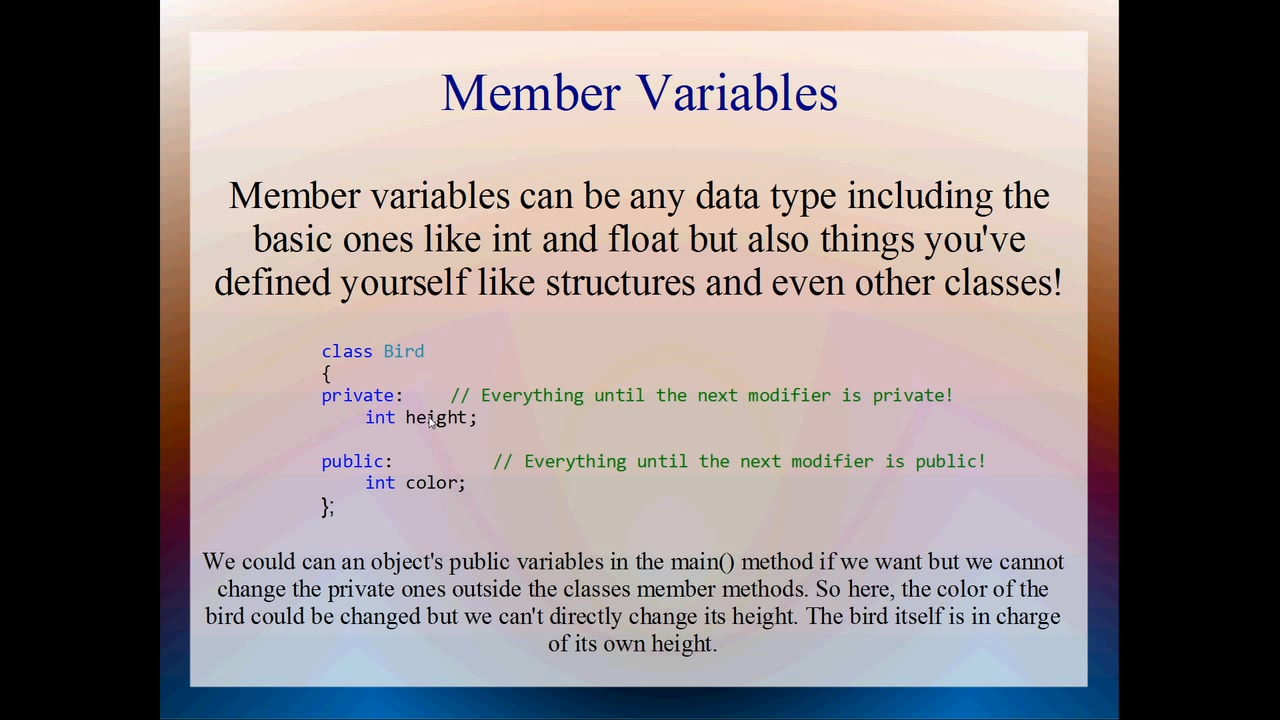 Member Variables
Member variables can be any data type including the
basic ones like int and float but also things you've
defined yourself like structures and even other classes!
class Bird
{
private: // Everything until the next modifier is private!
int height;
public: // Everything until the next modifier is public!
int color;
};
We could can an object's public variables in the main() method if we want but we cannot
change the private ones outside the classes member methods. So here, the color of the
bird could be changed but we can't directly change its height. The bird itself is in charge
of its own height.